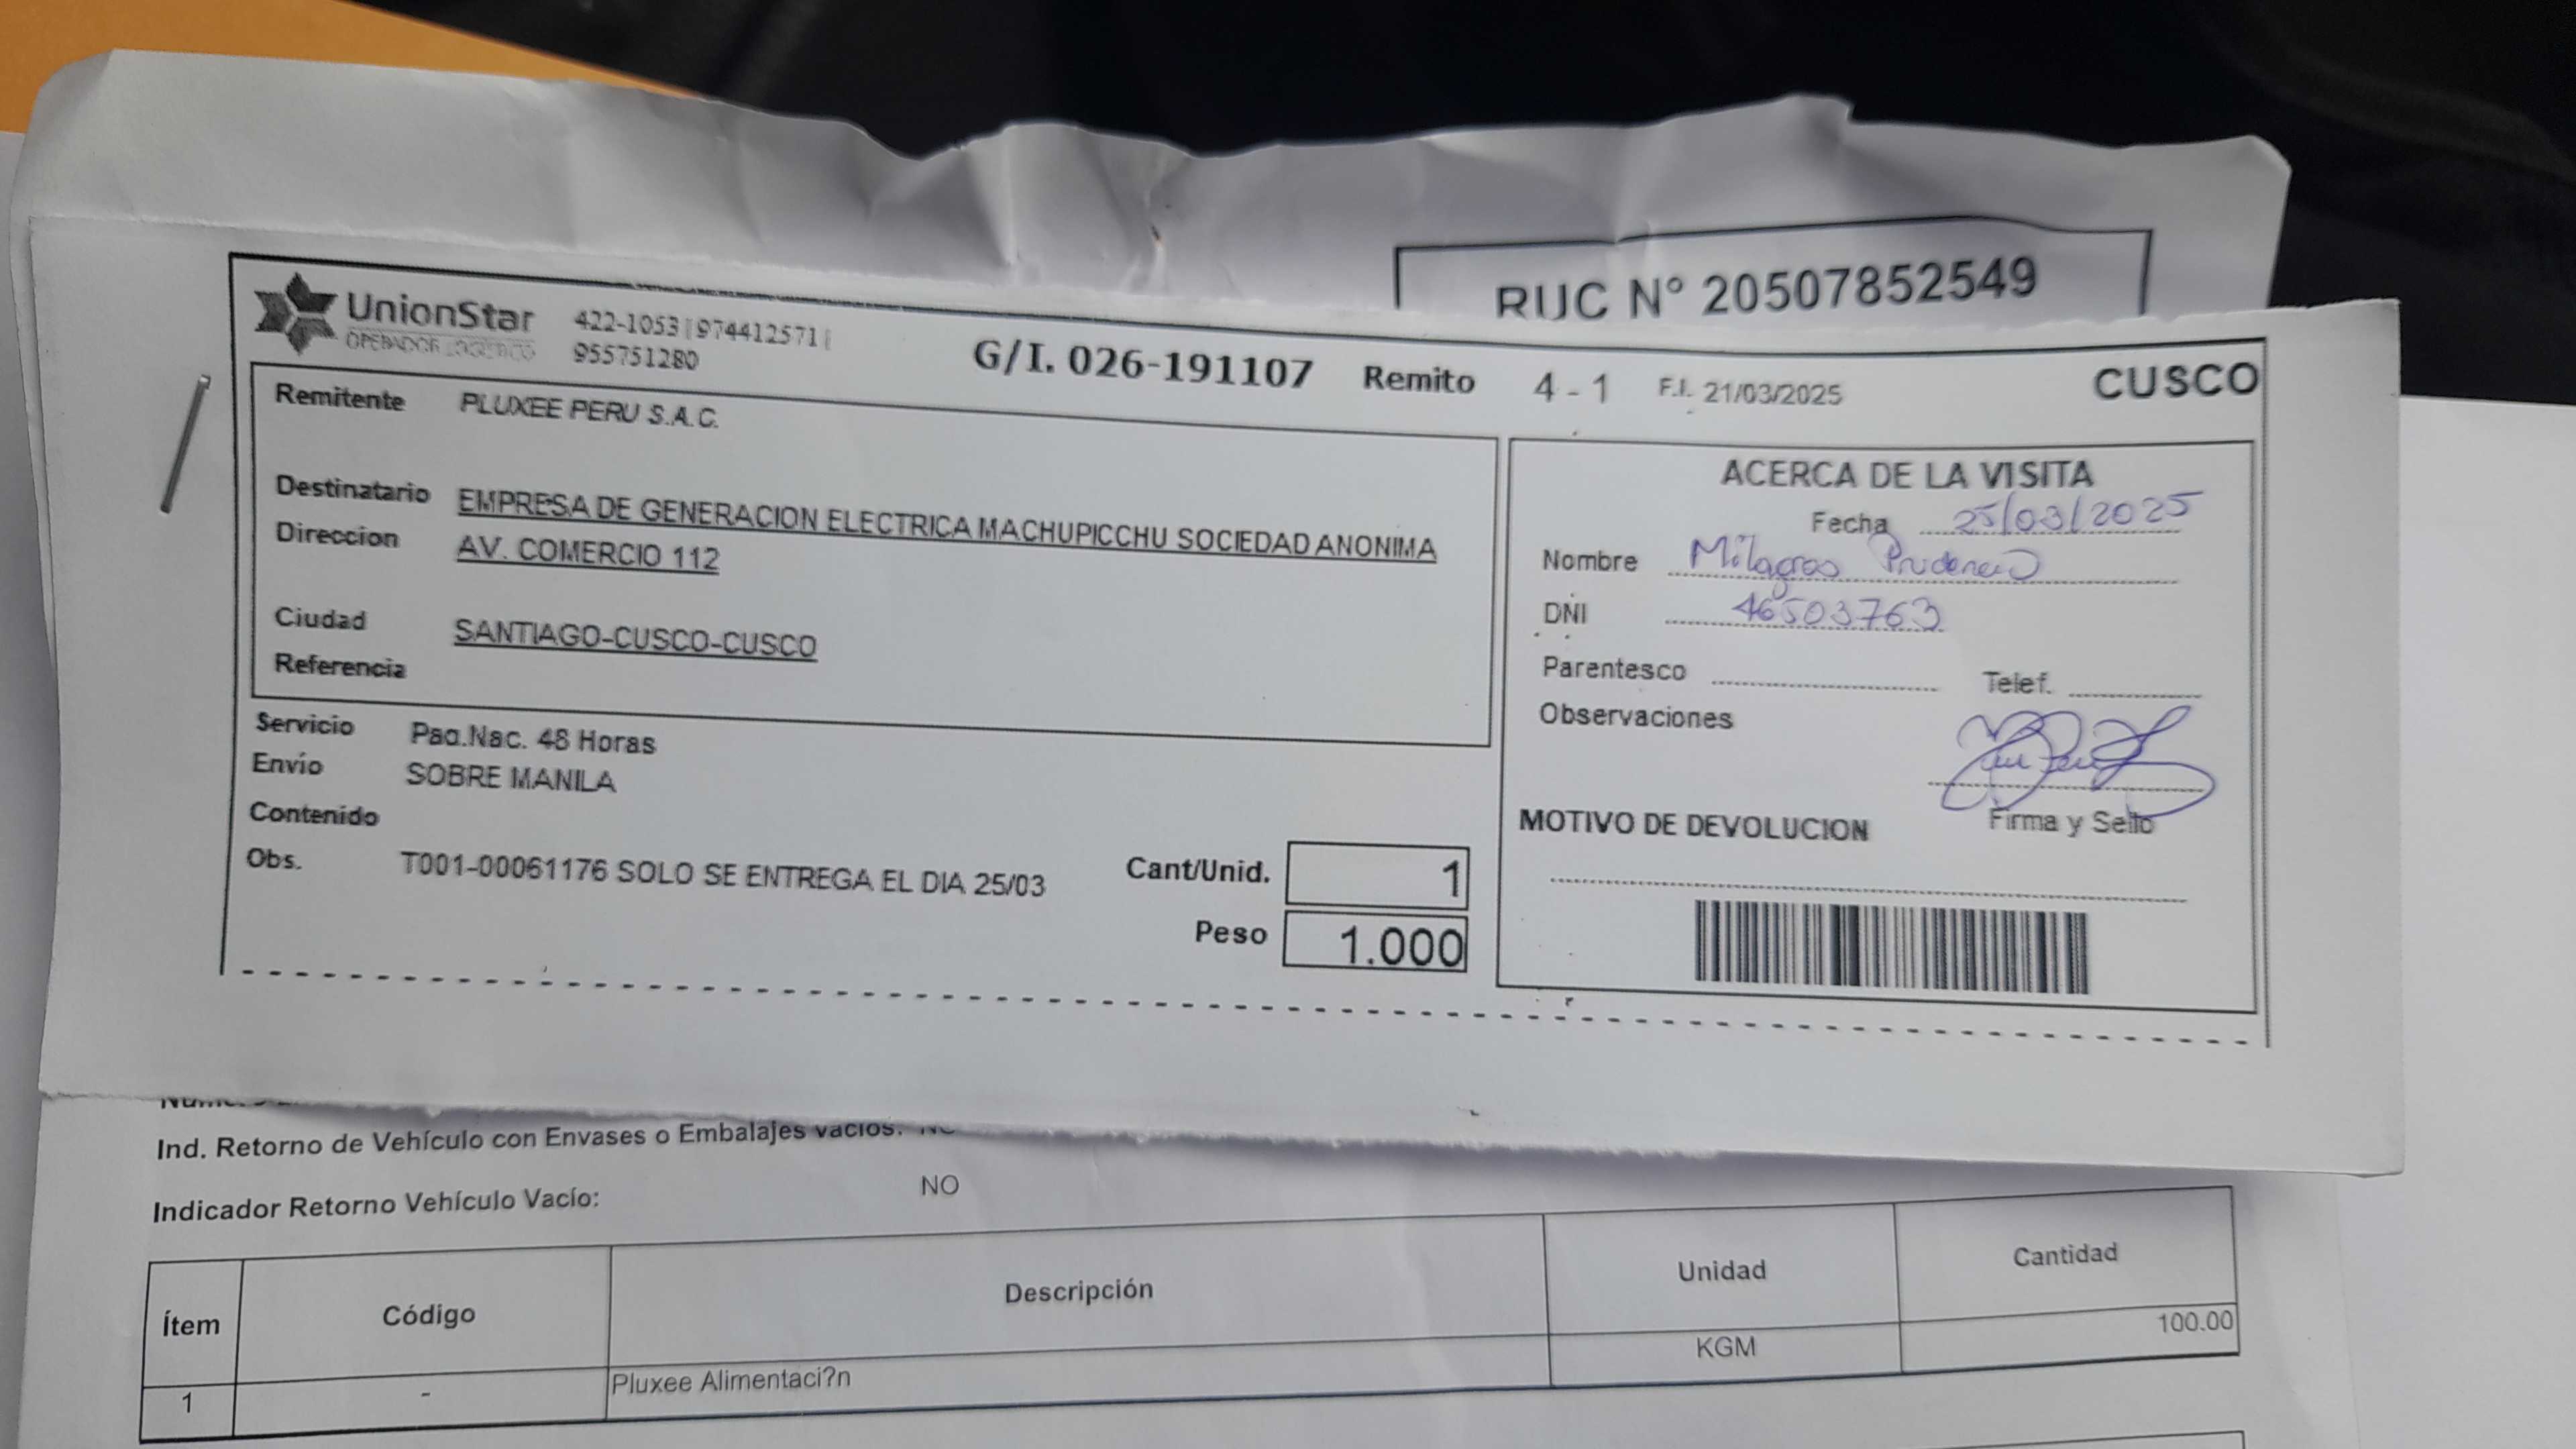 RUC N° 20507852549
UnionStar
OPERADOR LOGISTICO
422-1053 | 974412571 |
955751280
G/I. 026-191107 Remito 4 - 1 F.I. 21/03/2025 CUSCO
Remitente PLUXEE PERU S.A.C.
Destinatario EMPRESA DE GENERACION ELECTRICA MACHUPICCHU SOCIEDAD ANONIMA
Direccion AV. COMERCIO 112
Ciudad SANTIAGO-CUSCO-CUSCO
Referencia
Servicio Paq.Nac. 48 Horas
Envío SOBRE MANILA
Contenido
Obs. T001-00061176 SOLO SE ENTREGA EL DIA 25/03
Cant/Unid. 1
Peso 1.000
ACERCA DE LA VISITA
Fecha 25/03/2025
Nombre Milagros Prudencio
DNI 46503763
Parentesco Telef.
Observaciones
Firma y Sello
MOTIVO DE DEVOLUCION
Ind. Retorno de Vehículo con Envases o Embalajes vacíos: NO
Indicador Retorno Vehículo Vacío: NO
Ítem Código Descripción Unidad Cantidad
1 - Pluxee Alimentaci?n KGM 100.00